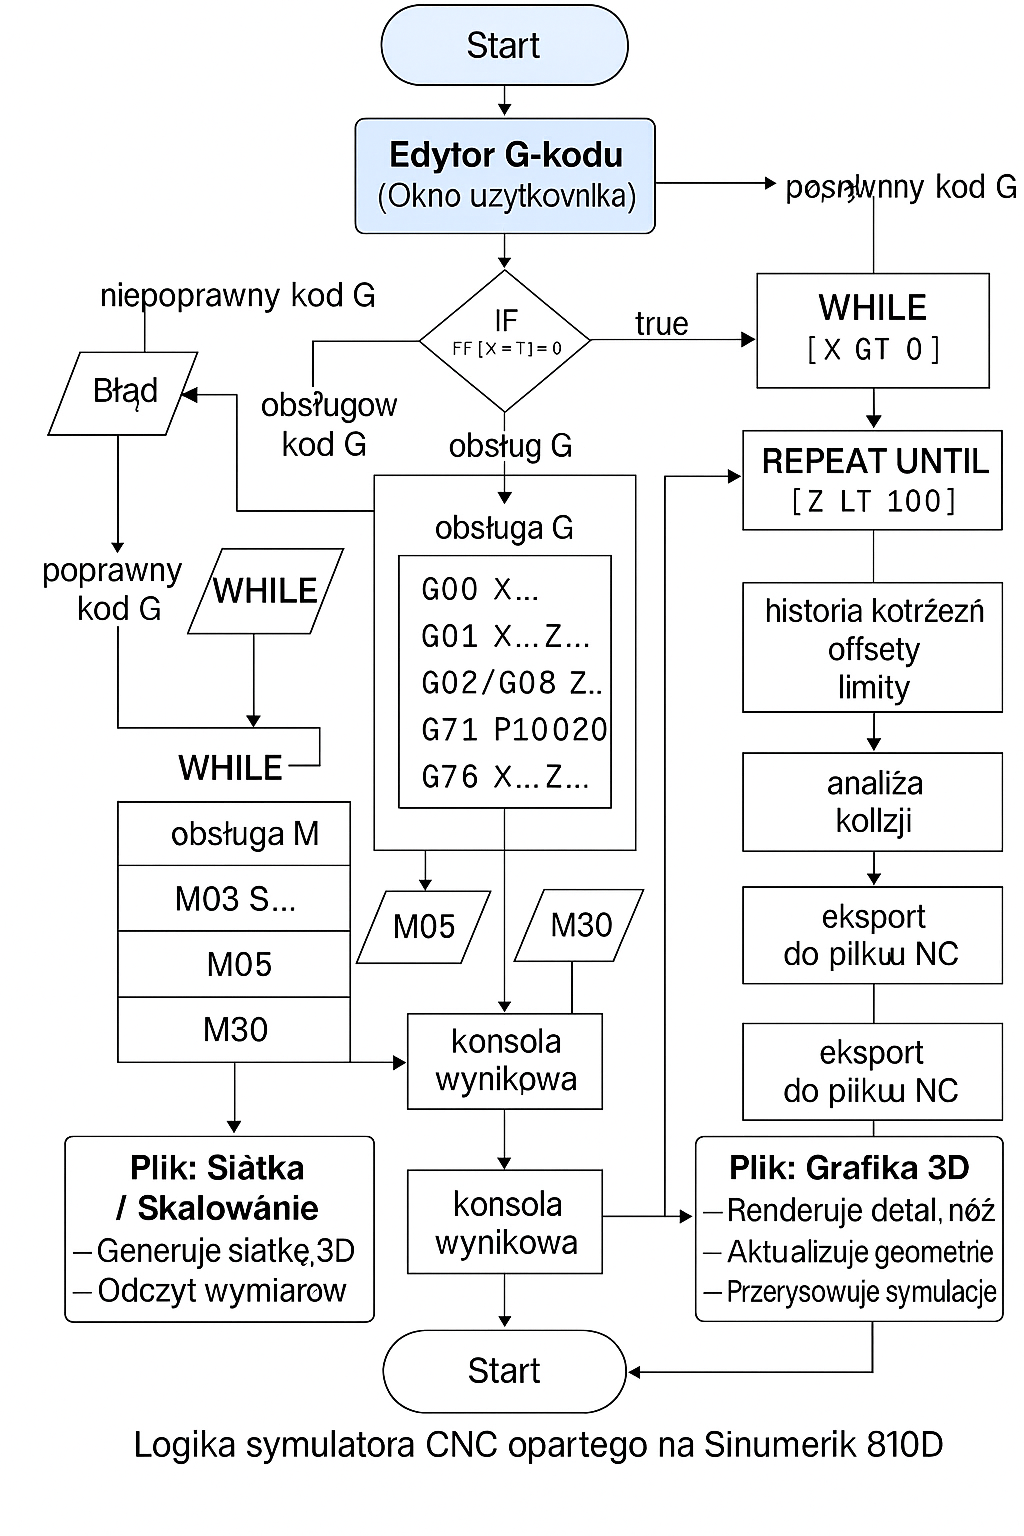 Start
Edytor G-kodu
(Okno uzytkovnlka)
kod G
niepoprawny kod G
IF
FF [X=T]=0
true
WHILE
[X GT 0]
Błąd
obsługow
kod G
obsług G
REPEAT UNTIL
[Z LT 100]
obsługa G
poprawny
kod G
WHILE
G00 X...
G01 X...Z...
G02/G08 Z..
G71 P10020
G76 X...Z...
historia kotrźezń
offsety
limity
WHILE
analiźa
kollzji
obsługa M
M03 S...
M05
M30
M05
M30
eksport
do pilkuu NC
konsola
wynikowa
eksport
do piikuu NC
Plik: Siàtka
/ Skalowánie
—Generuje siatkę,3D
—Odczyt wymiarow
konsola
wynikowa
Plik: Grafika 3D
—Renderuje detal, nóź
—Aktualizuje geometrie
—Przerysowuje symulacje
Start
Logika symulatora CNC opartego na Sinumerik 810D